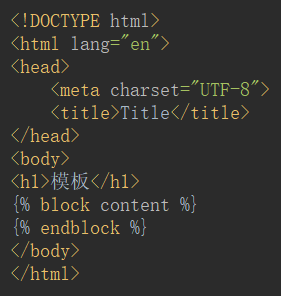 <!DOCTYPE html>
<html lang="en">
<head>
    <meta charset="UTF-8">
    <title>Title</title>
</head>
<body>
<h1>模板</h1>
{% block content %}
{% endblock %}
</body>
</html>